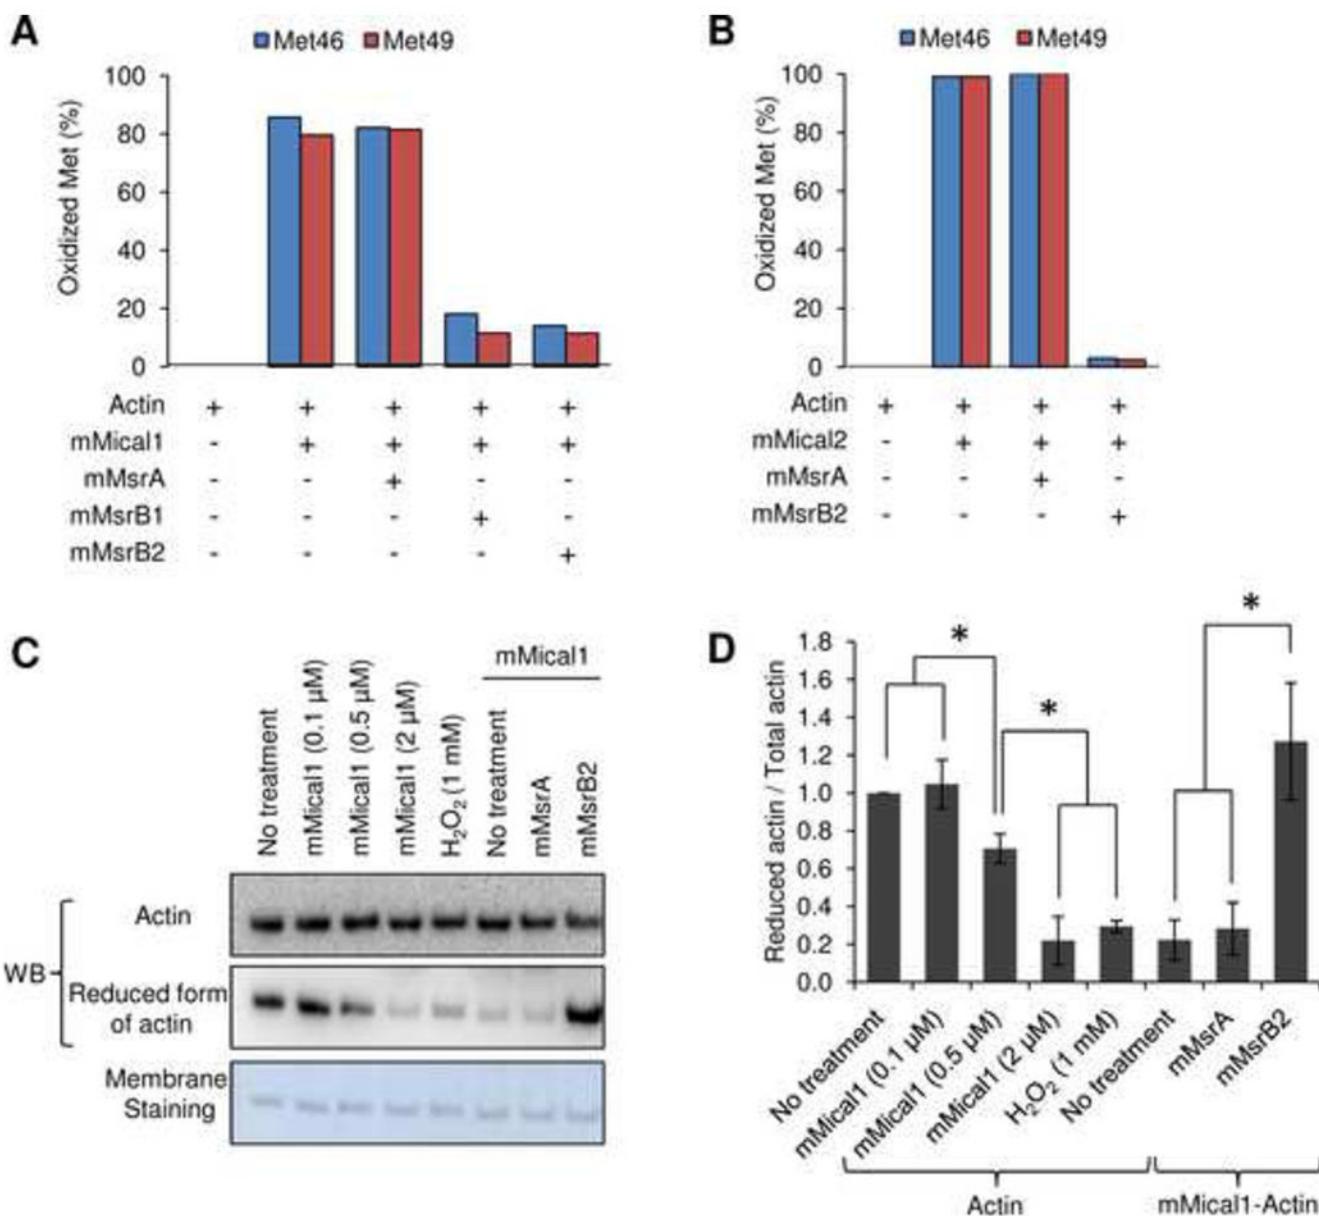 A
Met46 Met49
Oxidized Met (%)
100
80
60
40
20
0
Actin + + + + +
mMical1 - + + + +
mMsrA - - + - -
mMsrB1 - - - + -
mMsrB2 - - - - +
B
Met46 Met49
Oxidized Met (%)
100
80
60
40
20
0
Actin + + + +
mMical2 - + + +
mMsrA - - + -
mMsrB2 - - - +
C
mMical1
No treatment
mMical1 (0.1 µM)
mMical1 (0.5 µM)
mMical1 (2 µM)
H₂O₂ (1 mM)
No treatment
mMsrA
mMsrB2
WB
Actin
Reduced form
of actin
Membrane
Staining
D
Reduced actin / Total actin
1.8
1.6
1.4
1.2
1.0
0.8
0.6
0.4
0.2
0.0
*
*
*
No treatment
mMical1 (0.1 µM)
mMical1 (0.5 µM)
mMical1 (2 µM)
H₂O₂ (1 mM)
No treatment
mMsrA
mMsrB2
Actin
mMical1-Actin